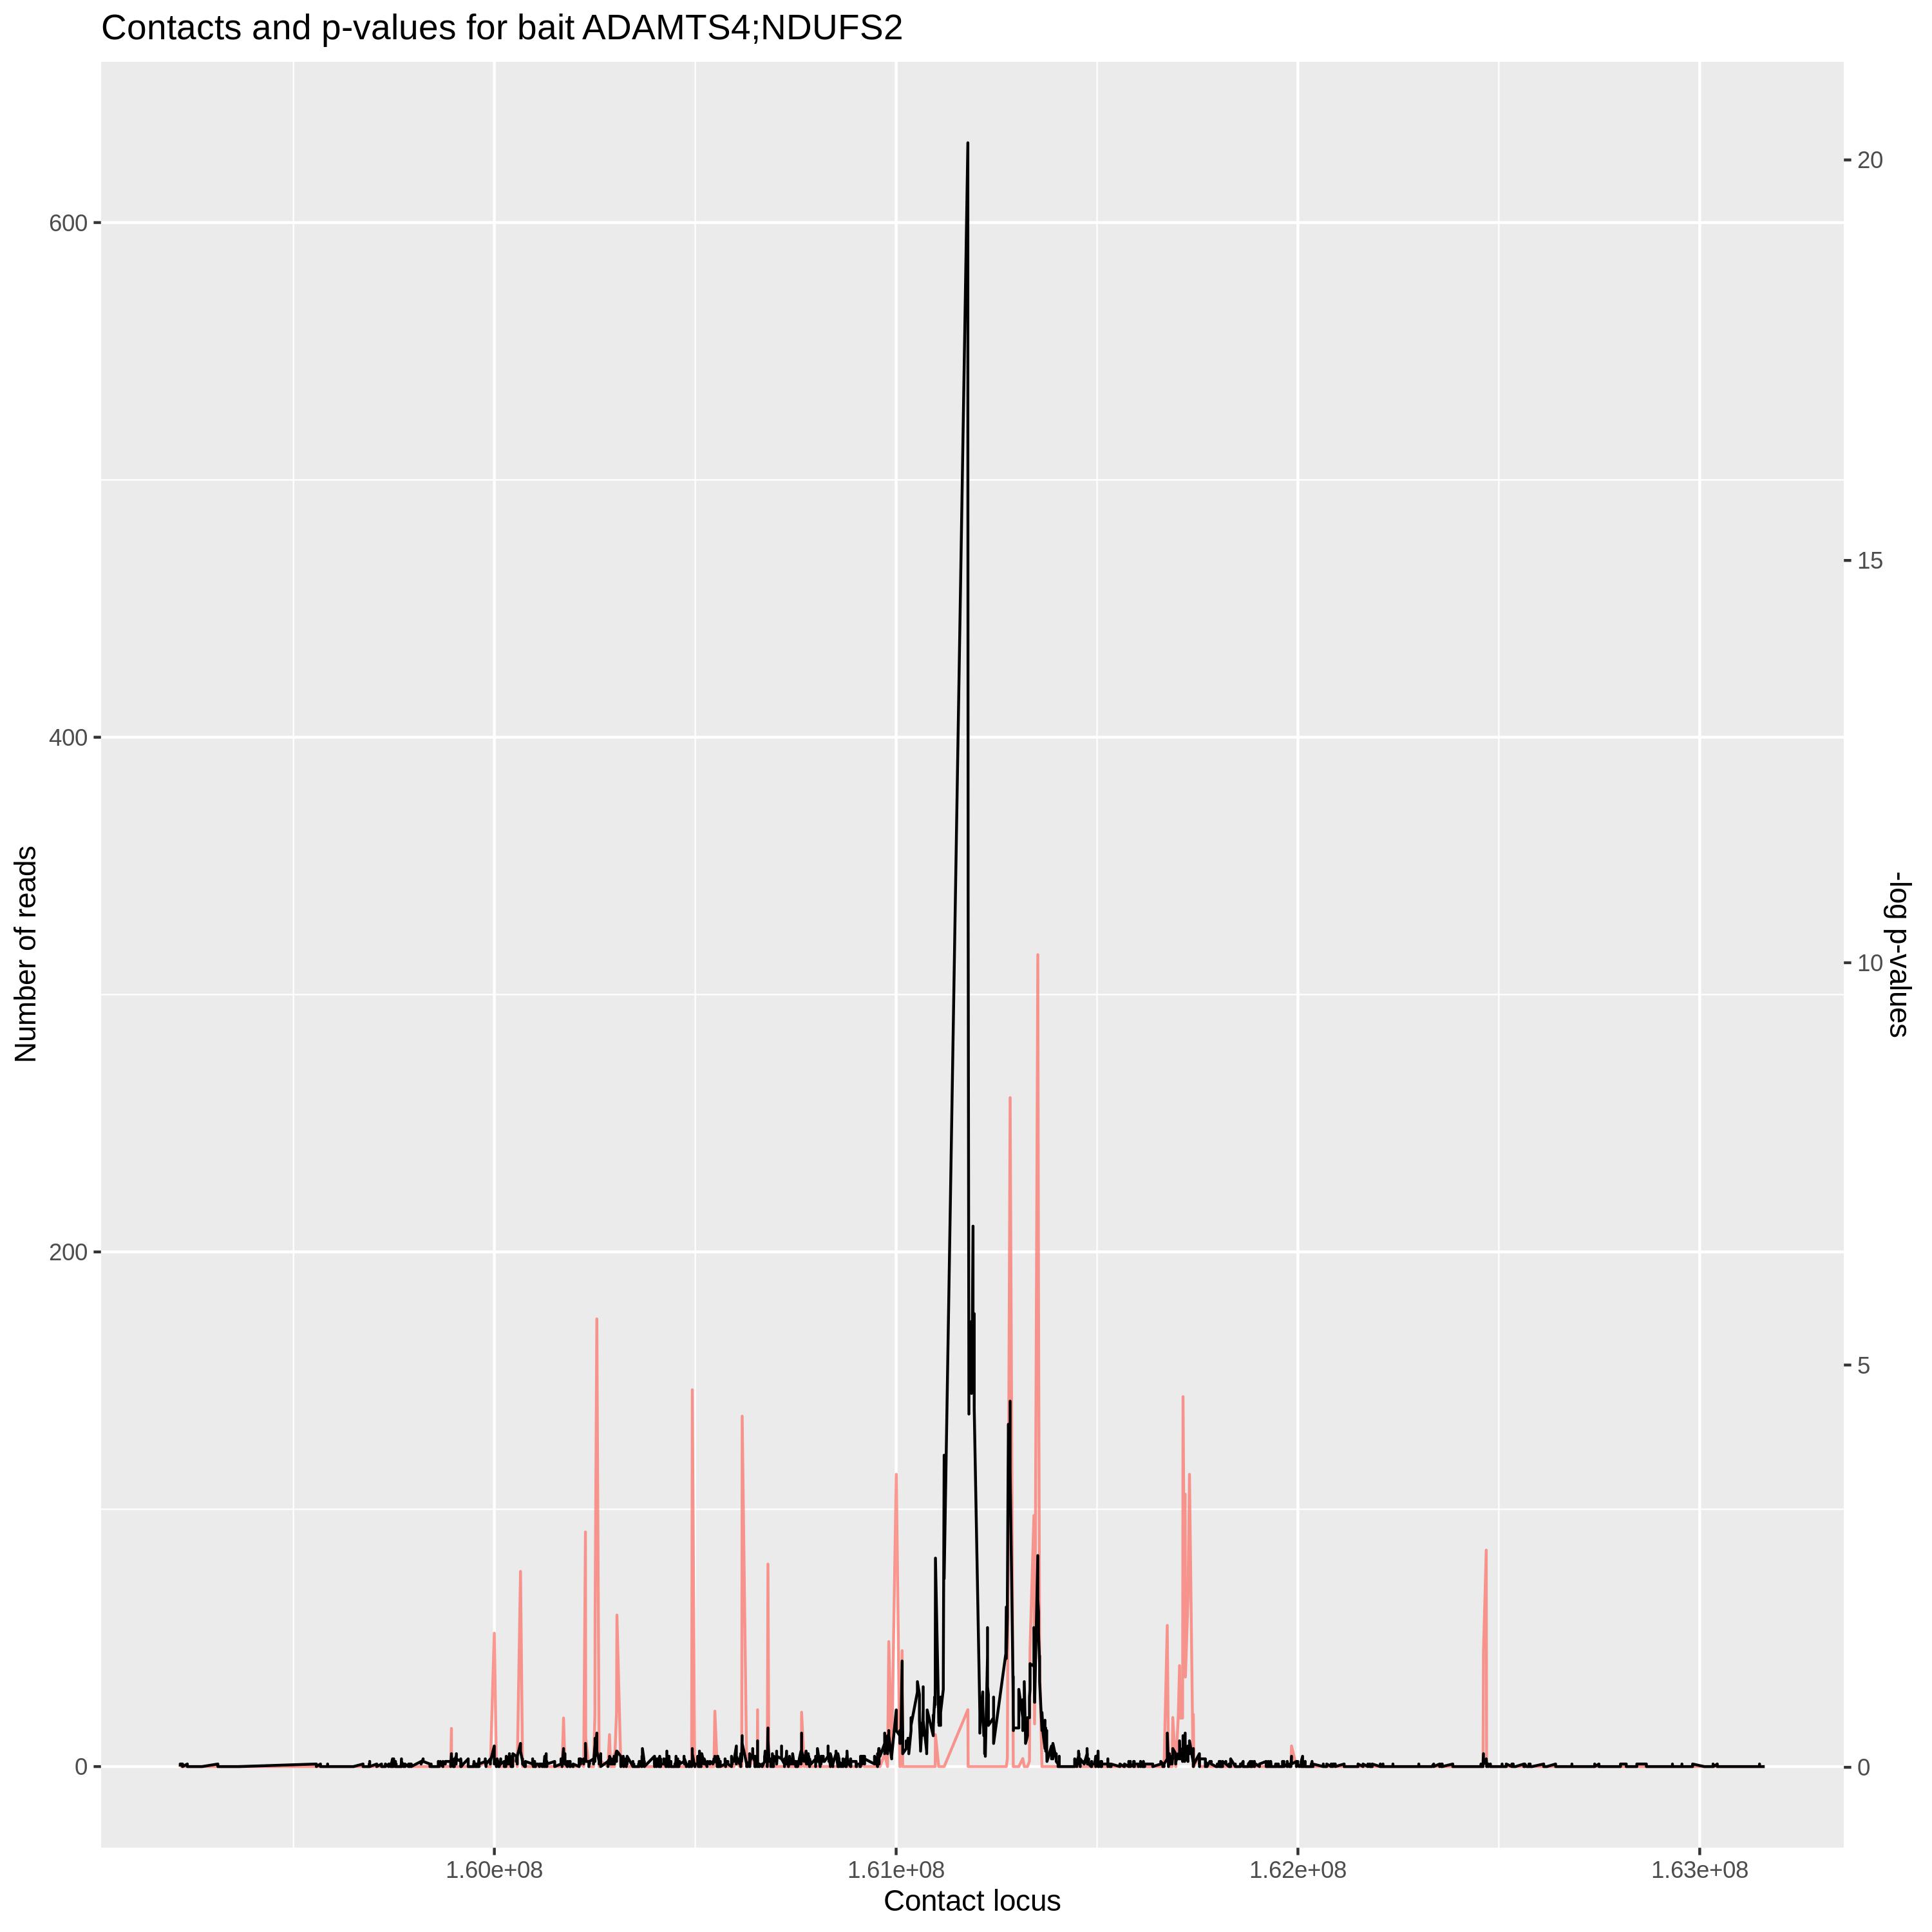 Contacts and p-values for bait ADAMTS4;NDUFS2
600
400
200
0
Number of reads
20
15
10
5
0
-log p-values
1.60e+08
1.61e+08
1.62e+08
1.63e+08
Contact locus